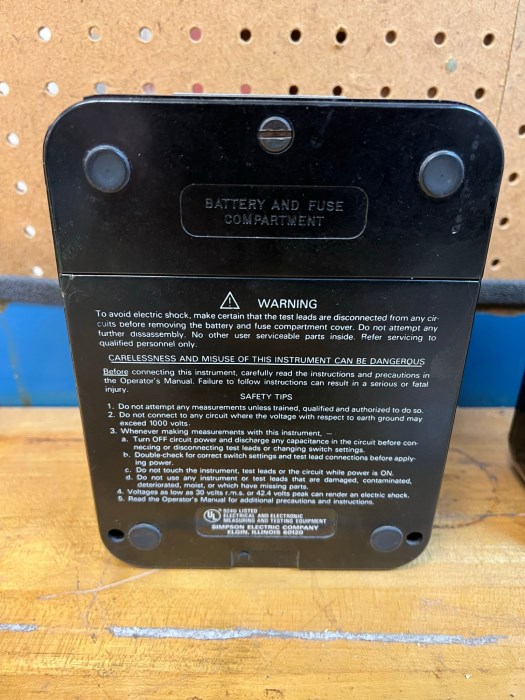 BATTERY AND FUSE
COMPARTMENT
WARNING
To avoid electric shock, make certain that the test leads are disconnected from any cir-
cuits before removing the battery and fuse compartment cover. Do not attempt any
further dissassembly. No other user serviceable parts inside. Refer servicing to
qualified personnel only.
CARELESSNESS AND MISUSE OF THIS INSTRUMENT CAN BE DANGEROUS
Before connecting this instrument, carefully read the instructions and precautions in
the Operator's Manual. Failure to follow instructions can result in a serious or fatal
injury.
SAFETY TIPS
1. Do not attempt any measurements unless trained, qualified and authorized to do so.
2. Do not connect to any circuit where the voltage with respect to earth ground may
exceed 1000 volts.
3. Whenever making measurements with this instrument, —
a. Turn OFF circuit power and discharge any capacitance in the circuit before con-
necting or disconnecting test leads or changing switch settings.
b. Double-check for correct switch settings and test lead connections before apply-
ing power.
c. Do not touch the instrument, test leads or the circuit while power is ON.
d. Do not use any instrument or test leads that are damaged, contaminated,
deteriorated, moist, or which have missing parts.
4. Voltages as low as 30 volts r.m.s. or 42.4 volts peak can render an electric shock.
5. Read the Operator's Manual for additional precautions and instructions.
UL 924U LISTED
ELECTRICAL AND ELECTRONIC
MEASURING AND TESTING EQUIPMENT
SIMPSON ELECTRIC COMPANY
ELGIN, ILLINOIS 60120